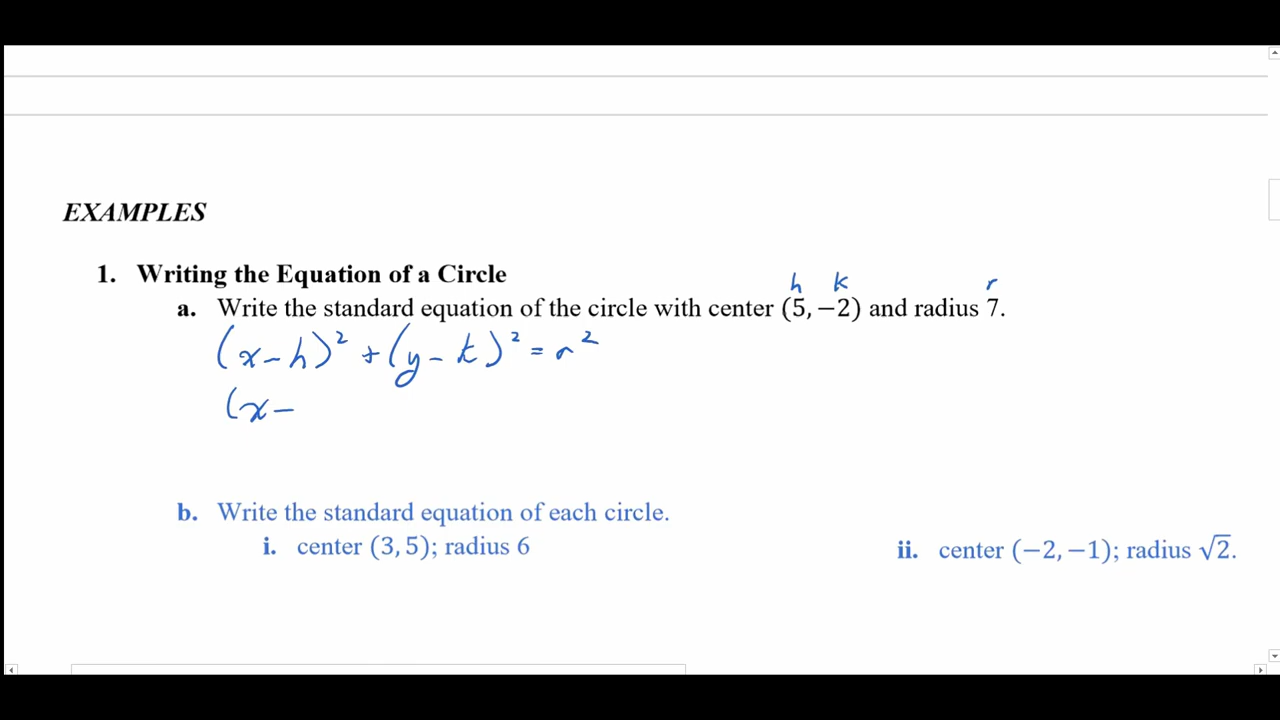 EXAMPLES
1. Writing the Equation of a Circle
h k r
a. Write the standard equation of the circle with center (5, −2) and radius 7.
(x − h)² + (y − k)² = r²
(x −
b. Write the standard equation of each circle.
i. center (3, 5); radius 6
ii. center (−2, −1); radius √2.